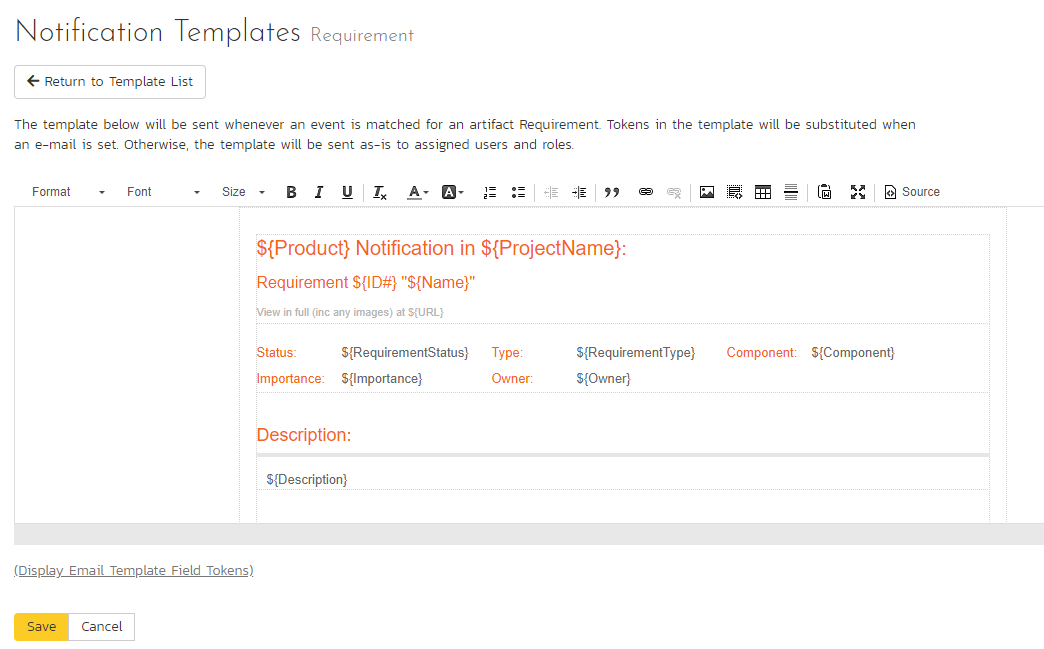 Notification Templates Requirement
Return to Template List
The template below will be sent whenever an event is matched for an artifact Requirement. Tokens in the template will be substituted when
an e-mail is set. Otherwise, the template will be sent as-is to assigned users and roles.
Format Font Size B I U Tx A A Source
${Product} Notification in ${ProjectName}:
Requirement ${ID#} "${Name}"
View in full (inc any images) at ${URL}
Status: ${RequirementStatus} Type: ${RequirementType} Component: ${Component}
Importance: ${Importance} Owner: ${Owner}
Description:
${Description}
(Display Email Template Field Tokens)
Save Cancel